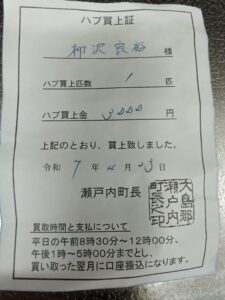 ハブ買上証
柳沢良裕 様
ハブ買上匹数 1 匹
ハブ買上金 3000 円
上記のとおり、買上致しました。
令和 7 年 2 月 3 日
瀬戸内町長
大島郡
瀬戸内
町長之印
買取時間と支払について
平日の午前8時30分～12時00分、
午後1時～5時00分までとし、
買い取った翌月に口座振込になります。